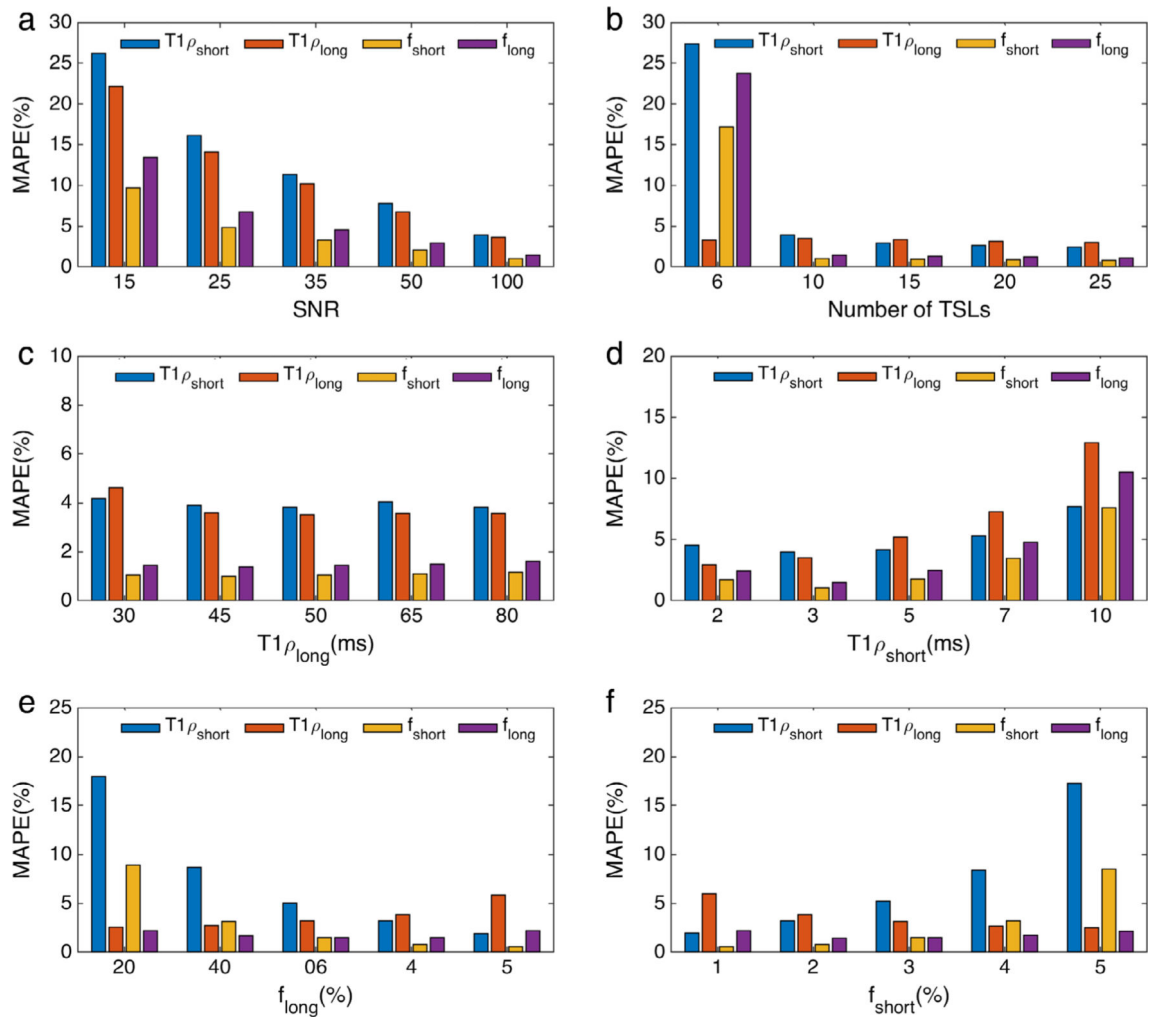 a
30
25
20
15
10
5
0
MAPE(%)
T1ρshort T1ρlong fshort flong
15 25 35 50 100
SNR
b
30
25
20
15
10
5
0
MAPE(%)
T1ρshort T1ρlong fshort flong
6 10 15 20 25
Number of TSLs
c
10
8
6
4
2
0
MAPE(%)
T1ρshort T1ρlong fshort flong
30 45 50 65 80
T1ρlong(ms)
d
20
15
10
5
0
MAPE(%)
T1ρshort T1ρlong fshort flong
2 3 5 7 10
T1ρshort(ms)
e
25
20
15
10
5
0
MAPE(%)
T1ρshort T1ρlong fshort flong
20 40 06 4 5
flong(%)
f
25
20
15
10
5
0
MAPE(%)
T1ρshort T1ρlong fshort flong
1 2 3 4 5
fshort(%)